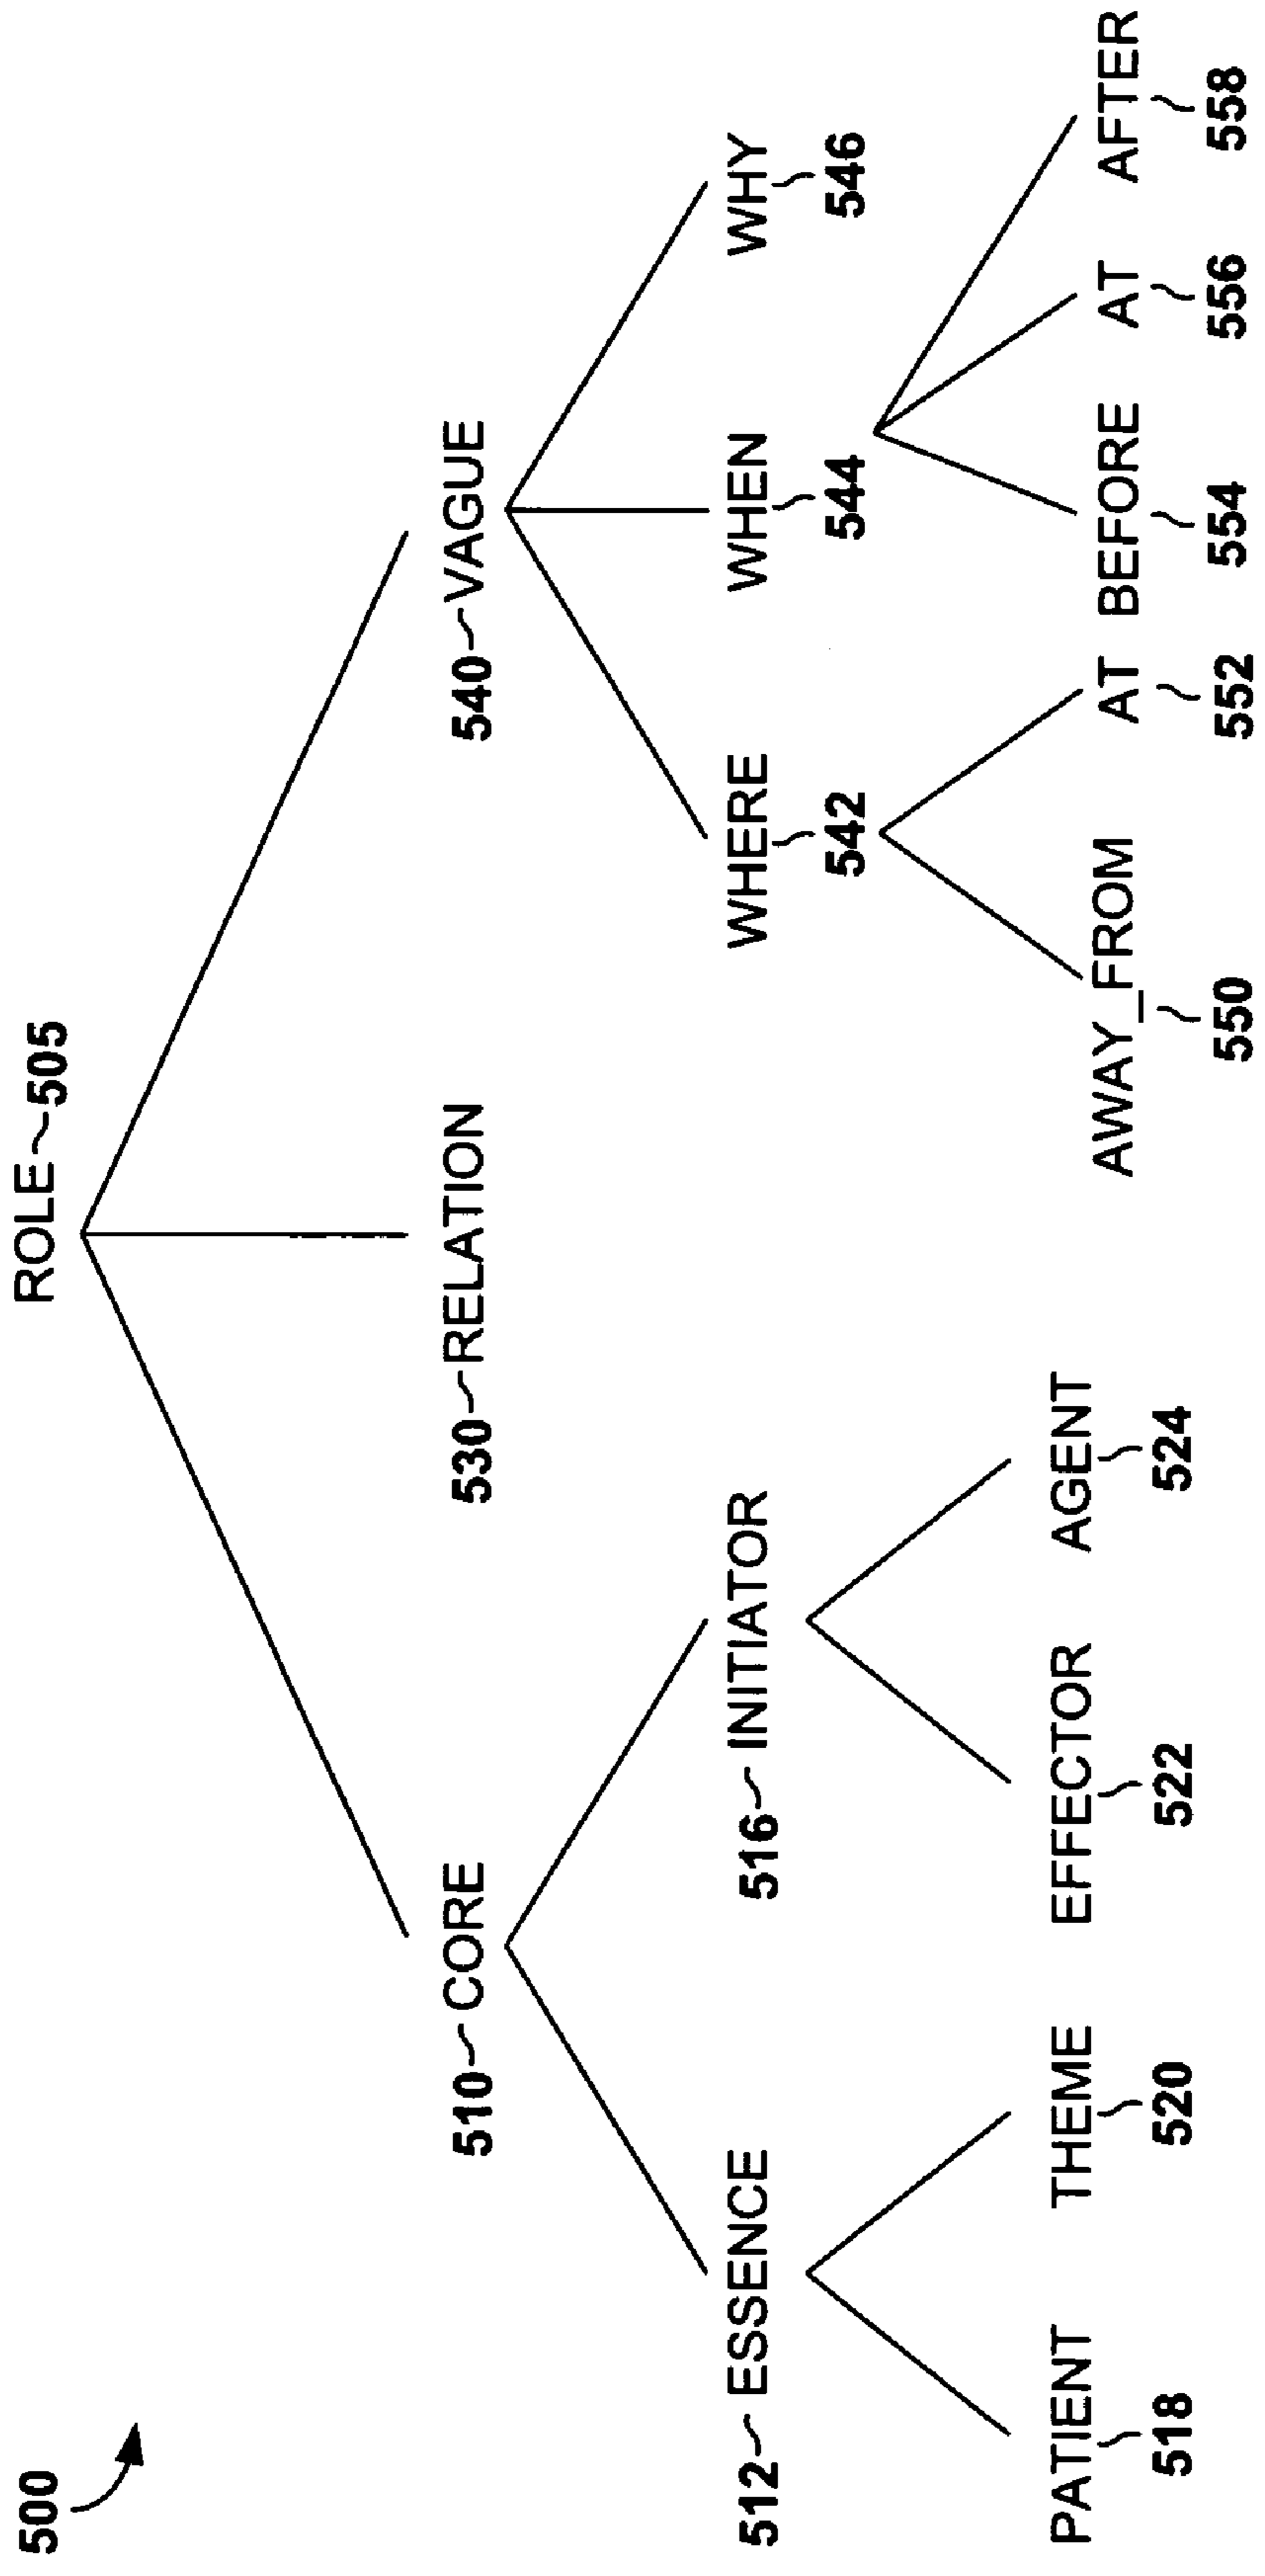 500
ROLE 505
510 CORE
530 RELATION
540 VAGUE
512 ESSENCE
516 INITIATOR
WHERE
542
WHEN
544
WHY
546
PATIENT
518
THEME
520
EFFECTOR
522
AGENT
524
AWAY_FROM
550
AT
552
BEFORE
554
AT
556
AFTER
558